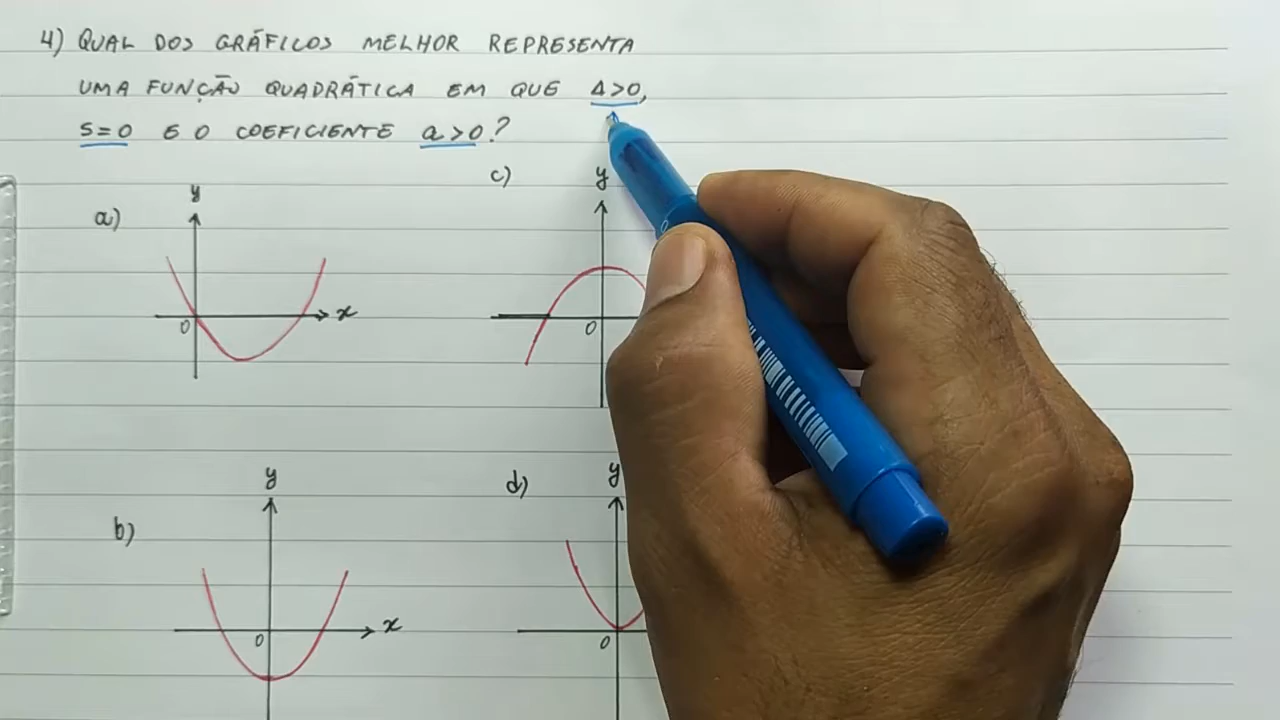 4) QUAL DOS GRÁFICOS MELHOR REPRESENTA
UMA FUNÇÃO QUADRÁTICA EM QUE Δ>0,
S=0 E O COEFICIENTE a>0?
a)
y
x
0
c)
y
0
b)
y
x
0
d)
y
0